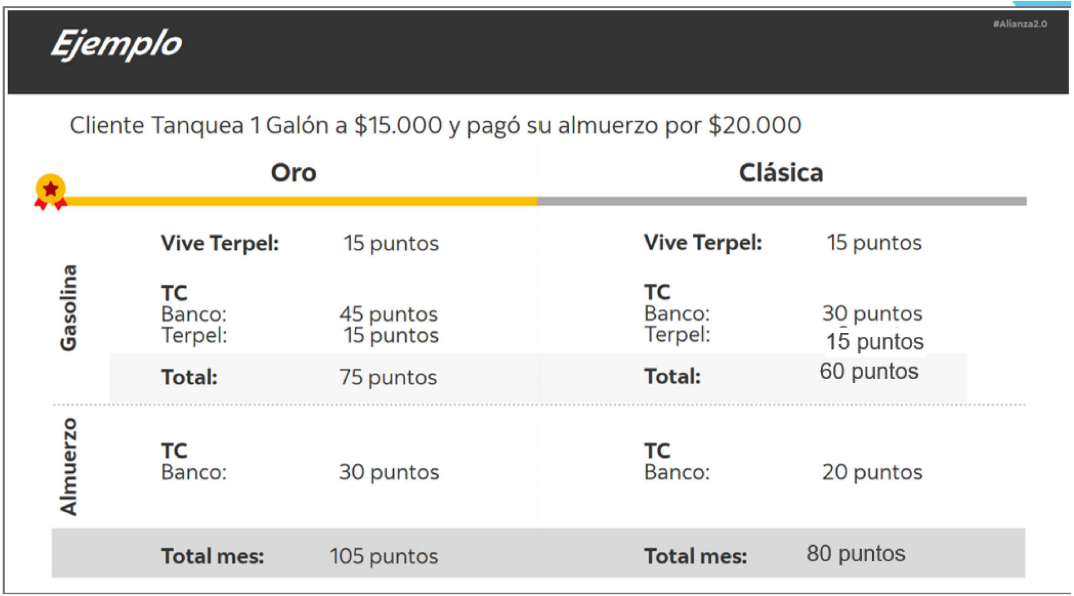 #Alianza2.0
Ejemplo
Cliente Tanquea 1 Galón a $15.000 y pagó su almuerzo por $20.000
Oro
Clásica
Gasolina
Vive Terpel: 15 puntos
Vive Terpel: 15 puntos
TC
Banco: 45 puntos
Terpel: 15 puntos
TC
Banco: 30 puntos
Terpel: 15 puntos
Total: 75 puntos
Total: 60 puntos
Almuerzo
TC
Banco: 30 puntos
TC
Banco: 20 puntos
Total mes: 105 puntos
Total mes: 80 puntos